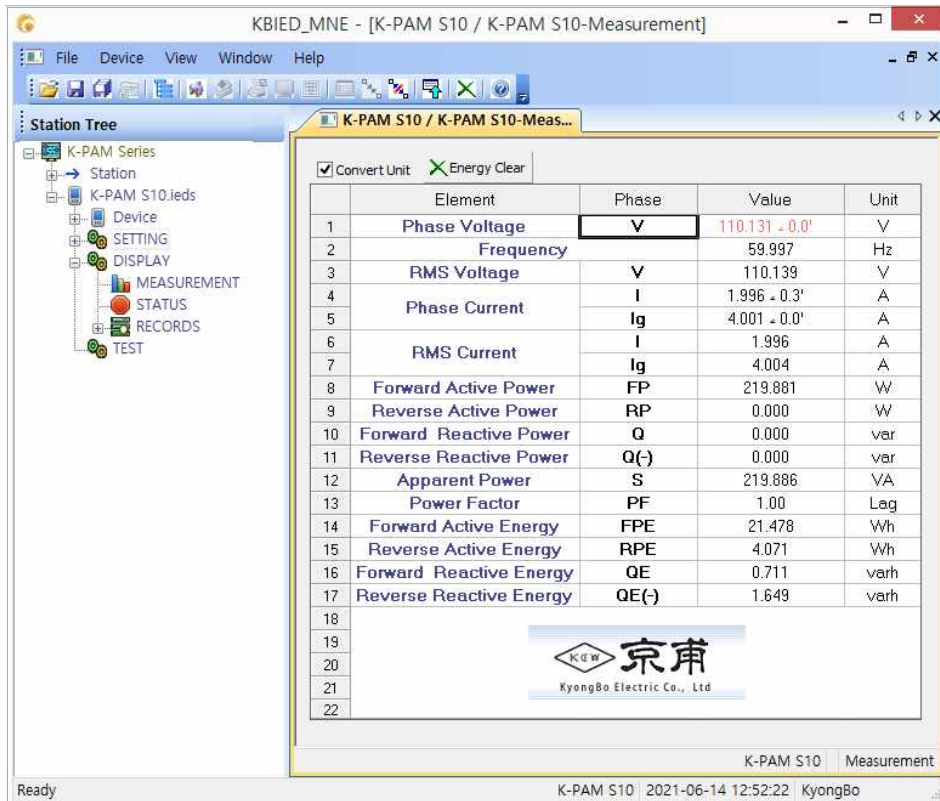 KBIED_MNE - [K-PAM S10 / K-PAM S10-Measurement]
File Device View Window Help
Station Tree
K-PAM Series
Station
K-PAM S10.ieds
Device
SETTING
DISPLAY
MEASUREMENT
STATUS
RECORDS
TEST
K-PAM S10 / K-PAM S10-Meas...
Convert Unit Energy Clear
Element Phase Value Unit
1 Phase Voltage V 110.131 ∠ 0.0' V
2 Frequency 59.997 Hz
3 RMS Voltage V 110.139 V
4 Phase Current I 1.996 ∠ 0.3' A
5 Ig 4.001 ∠ 0.0' A
6 RMS Current I 1.996 A
7 Ig 4.004 A
8 Forward Active Power FP 219.881 W
9 Reverse Active Power RP 0.000 W
10 Forward Reactive Power Q 0.000 var
11 Reverse Reactive Power Q(-) 0.000 var
12 Apparent Power S 219.886 VA
13 Power Factor PF 1.00 Lag
14 Forward Active Energy FPE 21.478 Wh
15 Reverse Active Energy RPE 4.071 Wh
16 Forward Reactive Energy QE 0.711 varh
17 Reverse Reactive Energy QE(-) 1.649 varh
18
19
20
21
22
KEW 京甫
KyongBo Electric Co., Ltd
K-PAM S10 Measurement
Ready K-PAM S10 2021-06-14 12:52:22 KyongBo